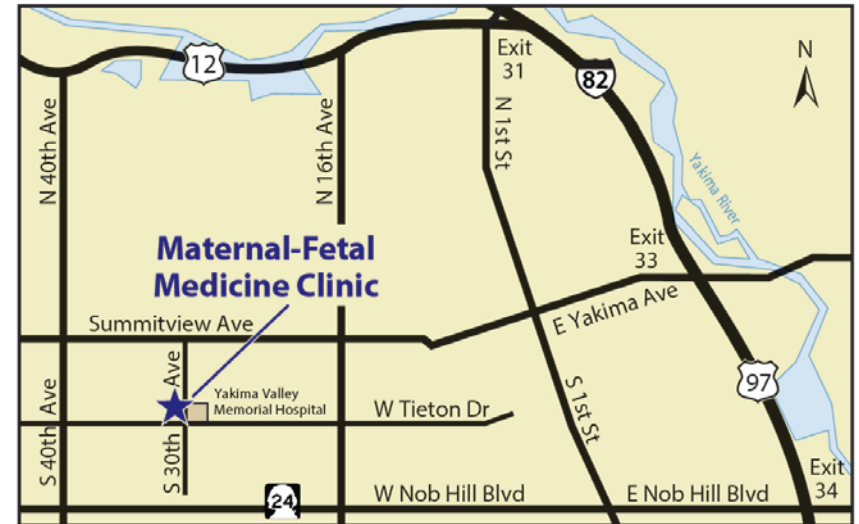 12
Exit
31
82
N
N 40th Ave
N 16th Ave
N 1st St
Yakima River
Maternal-Fetal
Medicine Clinic
Exit
33
Summitview Ave
E Yakima Ave
S 40th Ave
S 30th Ave
Yakima Valley
Memorial Hospital
W Tieton Dr
S 1st St
97
24
W Nob Hill Blvd
E Nob Hill Blvd
Exit
34